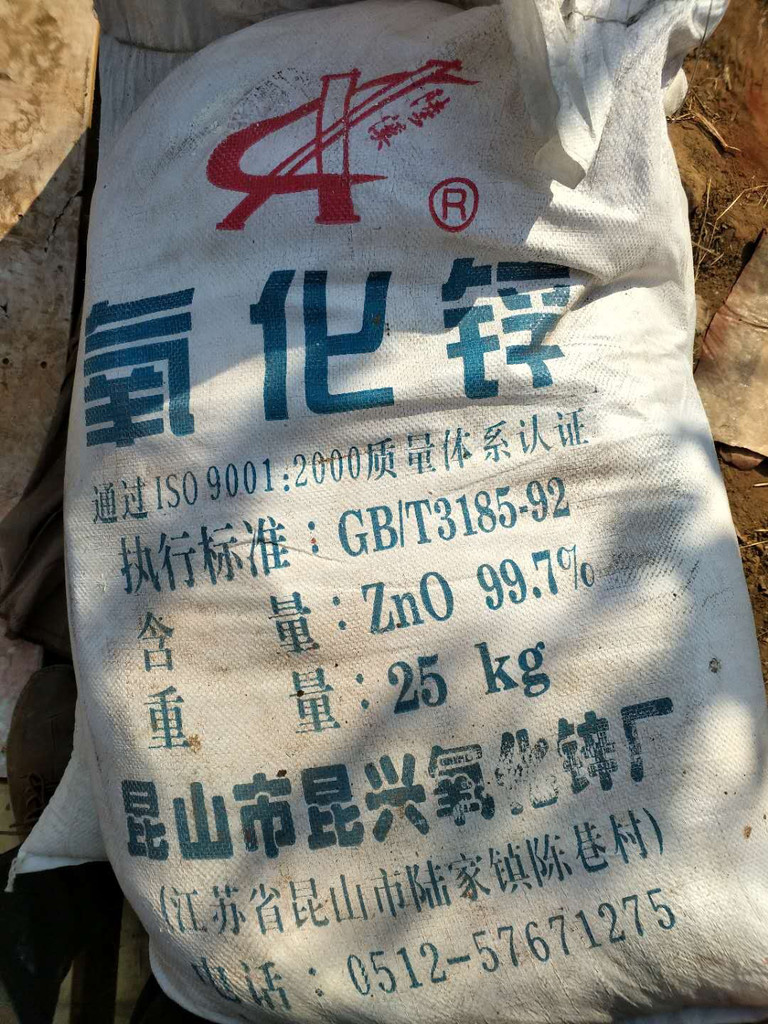 ®
氧化锌
通过ISO 9001:2000质量体系认证
执行标准:GB/T3185-92
含 量:ZnO 99.7%
重 量:25 kg
昆山市昆兴氧化锌厂
(江苏省昆山市陆家镇陈巷村)
电话:0512-57671275